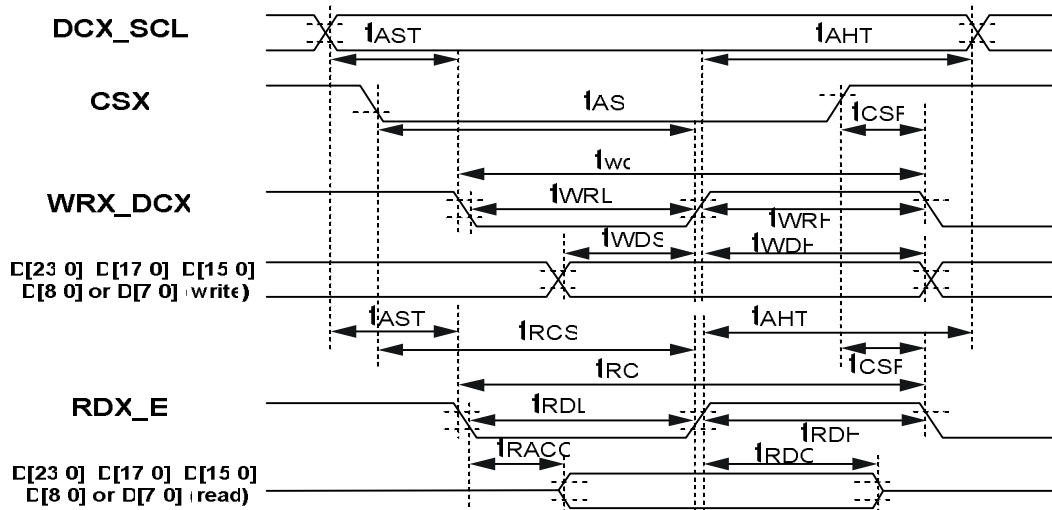 DCX_SCL
tAST
tAHT
CSX
tAS
tCSF
twc
WRX_DCX
tWRL
tWRH
tWDS
tWDH
D[23 0] D[17 0] D[15 0]
D[8 0] or D[7 0] (write)
tAST
tAHT
tRCS
tCSF
tRC
RDX_E
tRDL
tRDH
tRACC
tRDO
D[23 0] D[17 0] D[15 0]
D[8 0] or D[7 0] (read)